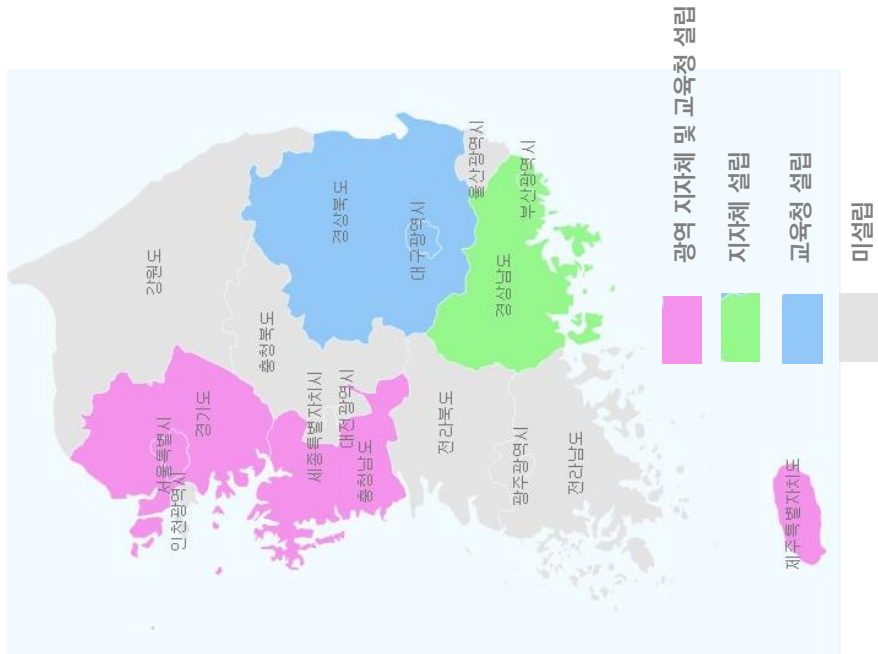 강원도
서울특별시
경기도
인천광역시
충청북도
세종특별자치시
대전광역시
충청남도
경상북도
대구광역시
울산광역시
부산광역시
경상남도
전라북도
광주광역시
전라남도
제주특별자치도
광역 지자체 및 교육청 설립
지자체 설립
교육청 설립
미설립